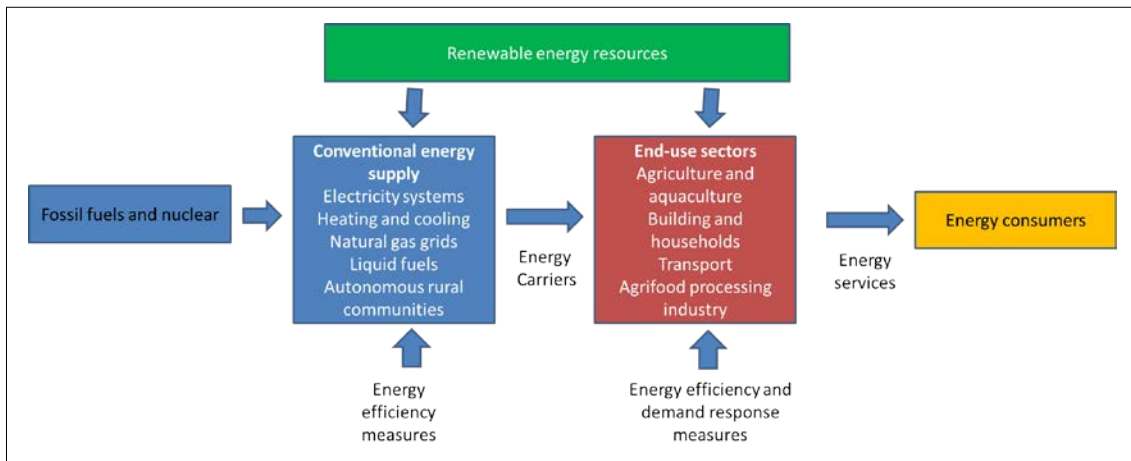 Renewable energy resources
Fossil fuels and nuclear
Conventional energy
supply
Electricity systems
Heating and cooling
Natural gas grids
Liquid fuels
Autonomous rural
communities
Energy
Carriers
End-use sectors
Agriculture and
aquaculture
Building and
households
Transport
Agrifood processing
industry
Energy
services
Energy consumers
Energy
efficiency
measures
Energy efficiency and
demand response
measures